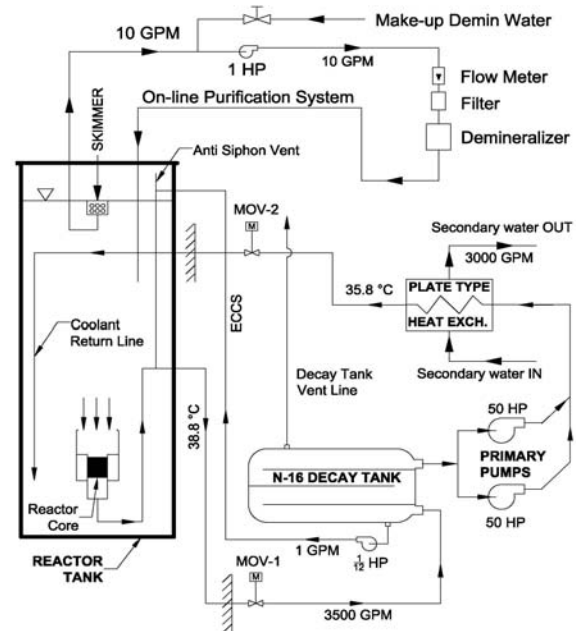 10 GPM
Make-up Demin Water
1 HP
10 GPM
Flow Meter
Filter
Demineralizer
On-line Purification System
SKIMMER
Anti Siphon Vent
MOV-2
M
Secondary water OUT
3000 GPM
35.8 °C
PLATE TYPE
HEAT EXCH.
Secondary water IN
ECCS
Coolant
Return Line
Decay Tank
Vent Line
38.8 °C
50 HP
PRIMARY
PUMPS
50 HP
N-16 DECAY TANK
Reactor
Core
REACTOR
TANK
1 GPM
1/12 HP
MOV-1
M
3500 GPM